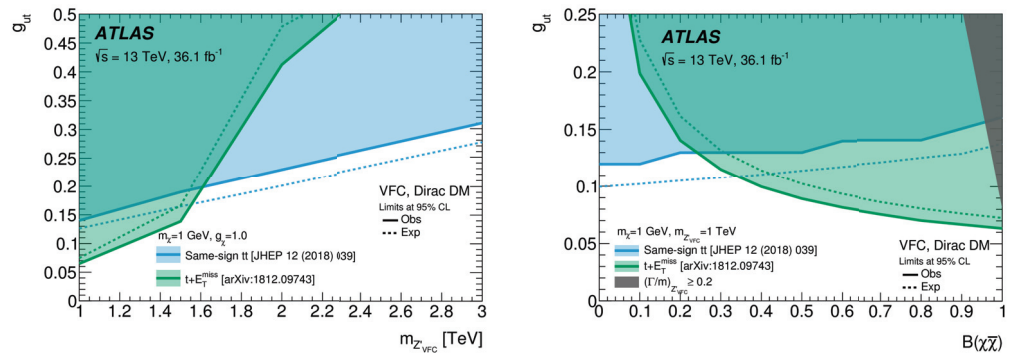 g_ut
0.5
0.45
0.4
0.35
0.3
0.25
0.2
0.15
0.1
0.05
0
ATLAS
√s = 13 TeV, 36.1 fb⁻¹
VFC, Dirac DM
Limits at 95% CL
Obs
Exp
m_χ=1 GeV, g_χ=1.0
Same-sign tt [JHEP 12 (2018) 039]
t+E_T^miss [arXiv:1812.09743]
1 1.2 1.4 1.6 1.8 2 2.2 2.4 2.6 2.8 3
m_Z'_VFC [TeV]
g_ut
0.25
0.2
0.15
0.1
0.05
0
ATLAS
√s = 13 TeV, 36.1 fb⁻¹
m_χ=1 GeV, m_Z'_VFC=1 TeV
Same-sign tt [JHEP 12 (2018) 039]
t+E_T^miss [arXiv:1812.09743]
(Γ/m)_Z'_VFC ≥ 0.2
VFC, Dirac DM
Limits at 95% CL
Obs
Exp
0 0.1 0.2 0.3 0.4 0.5 0.6 0.7 0.8 0.9 1
B(χχ̅)